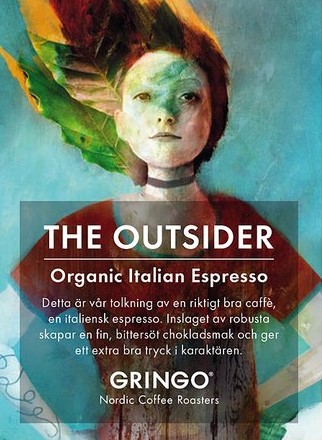 THE OUTSIDER
Organic Italian Espresso
Detta är vår tolkning av en riktigt bra caffè,
en italiensk espresso. Inslaget av robusta
skapar en fin, bittersöt chokladsmak och ger
ett extra bra tryck i karaktären.
GRINGO®
Nordic Coffee Roasters